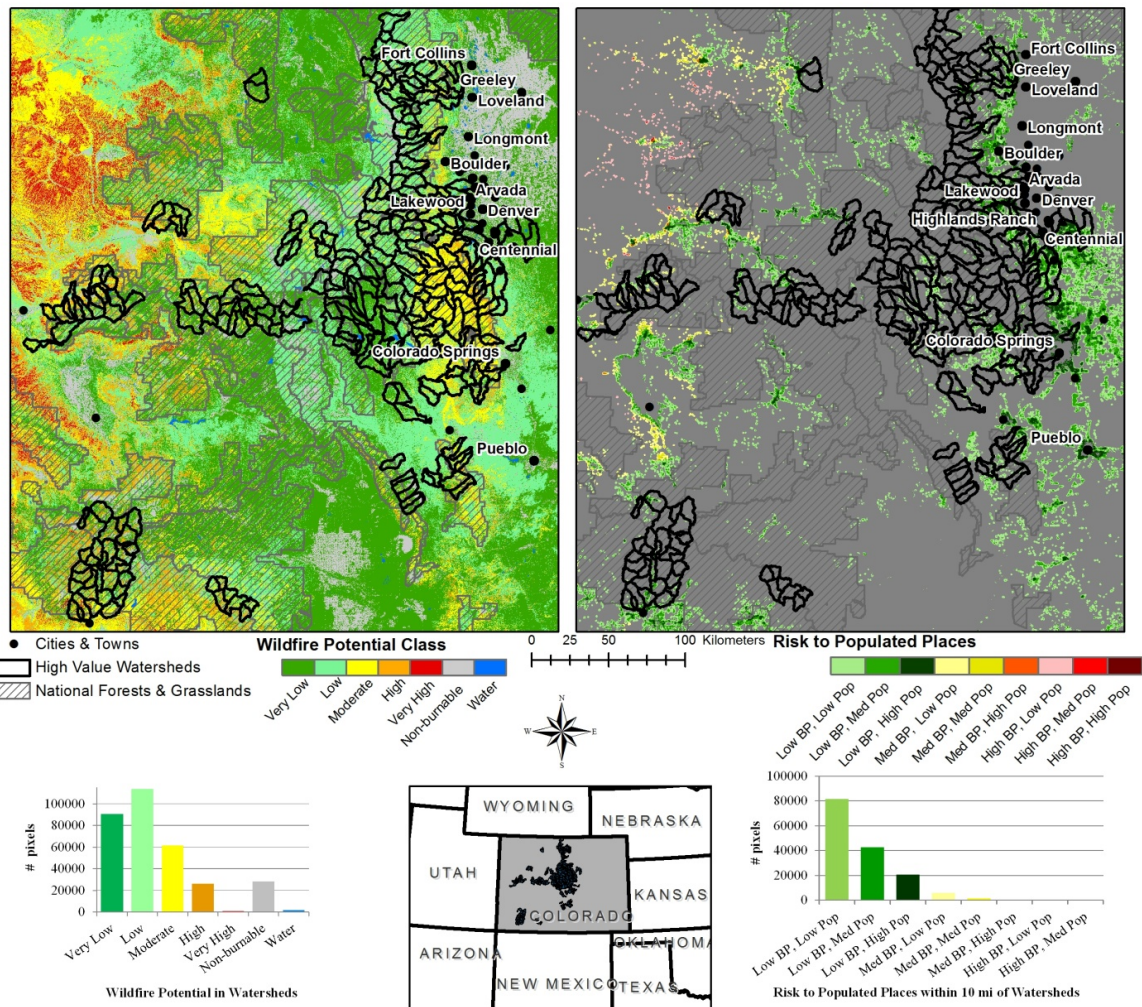 Fort Collins
Greeley
Loveland
Longmont
Boulder
Arvada
Lakewood
Denver
Centennial
Colorado Springs
Pueblo
Fort Collins
Greeley
Loveland
Longmont
Boulder
Arvada
Lakewood
Denver
Highlands Ranch
Centennial
Colorado Springs
Pueblo
Cities & Towns
High Value Watersheds
National Forests & Grasslands
Wildfire Potential Class
Very Low
Low
Moderate
High
Very High
Non-burnable
Water
0 25 50 100 Kilometers
Risk to Populated Places
Low BP, Low Pop
Low BP, Med Pop
Low BP, High Pop
Med BP, Low Pop
Med BP, Med Pop
Med BP, High Pop
High BP, Low Pop
High BP, Med Pop
High BP, High Pop
N
W E
S
# pixels
100000
80000
60000
40000
20000
0
Very Low
Low
Moderate
High
Very High
Non-burnable
Water
Wildfire Potential in Watersheds
WYOMING
NEBRASKA
UTAH
KANSAS
COLORADO
OKLAHOMA
ARIZONA
NEW MEXICO
TEXAS
# pixels
100000
80000
60000
40000
20000
0
Low BP, Low Pop
Low BP, Med Pop
Low BP, High Pop
Med BP, Low Pop
Med BP, Med Pop
Med BP, High Pop
High BP, Low Pop
High BP, Med Pop
Risk to Populated Places within 10 mi of Watersheds